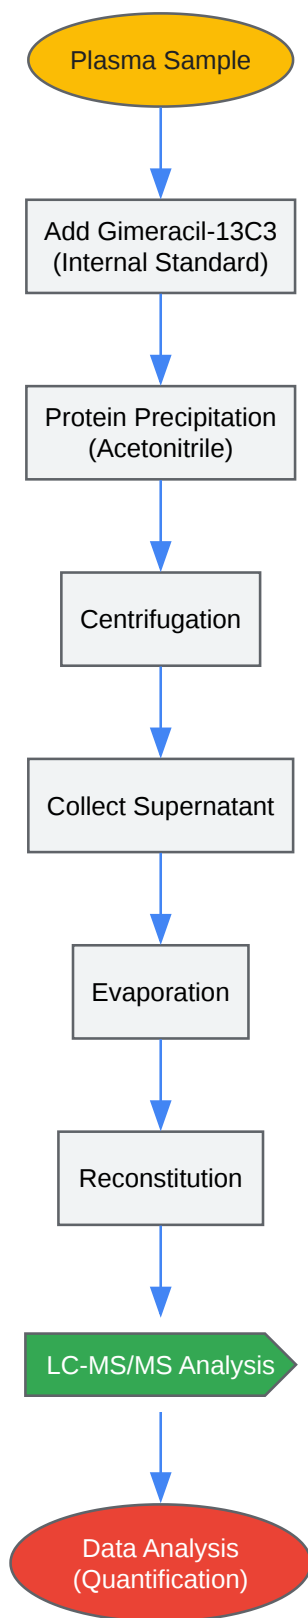 Plasma Sample
Add Gimeracil-13C3
(Internal Standard)
Protein Precipitation
(Acetonitrile)
Centrifugation
Collect Supernatant
Evaporation
Reconstitution
LC-MS/MS Analysis
Data Analysis
(Quantification)